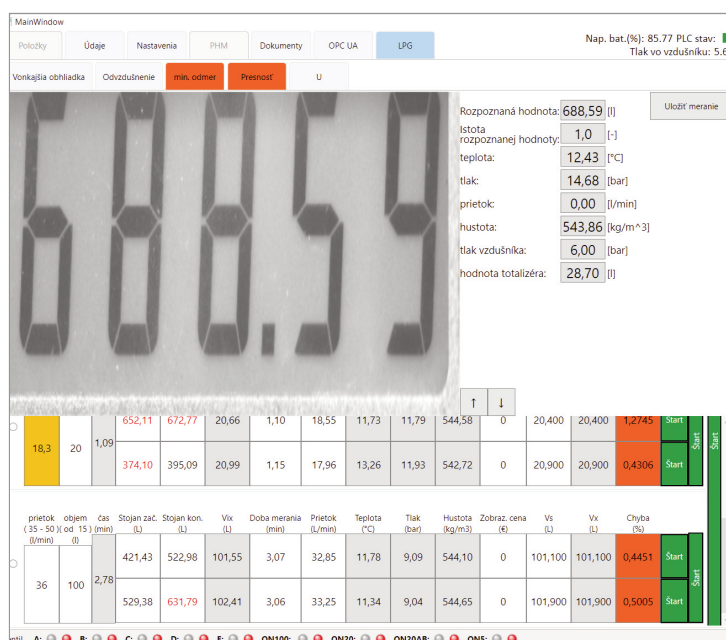 MainWindow
Nap. bat.(%): 85.77 PLC stav:
Položky Údaje Nastavenia PHM Dokumenty OPC UA LPG
Tlak vo vzdušníku: 5.6
Vonkajšia obhliadka Odvzdušnenie min. odmer Presnosť U
688.59
Rozpoznaná hodnota: 688,59 [l]
Uložiť meranie
Istota
rozpoznanej hodnoty: 1,0 [-]
teplota: 12,43 [°C]
tlak: 14,68 [bar]
prietok: 0,00 [l/min]
hustota: 543,86 [kg/m^3]
tlak vzdušníka: 6,00 [bar]
hodnota totalizéra: 28,70 [l]
↑ ↓
18,3 20 1,09
652,11 672,77 20,66 1,10 18,55 11,73 11,79 544,58 0 20,400 20,400 1,2745 Štart
374,10 395,09 20,99 1,15 17,96 13,26 11,93 542,72 0 20,900 20,900 0,4306 Štart
Štart
Štart
prietok objem čas Stojan zač. Stojan kon. Vix Doba merania Prietok Teplota Tlak Hustota Zobraz. cena Vs Vx Chyba
( 35 - 50 )( od 15 ) (min) (L) (L) (L) (min) (L/min) (°C) (bar) (kg/m3) (€) (L) (L) (%)
(l/min) (l)
36 100 2,78
421,43 522,98 101,55 3,07 32,85 11,78 9,09 544,10 0 101,100 101,100 0,4451 Štart
529,38 631,79 102,41 3,06 33,25 11,34 9,04 544,65 0 101,900 101,900 0,5005 Štart
Štart
A: B: C: D: E: ON100: ON20: ON20AB: ON5: